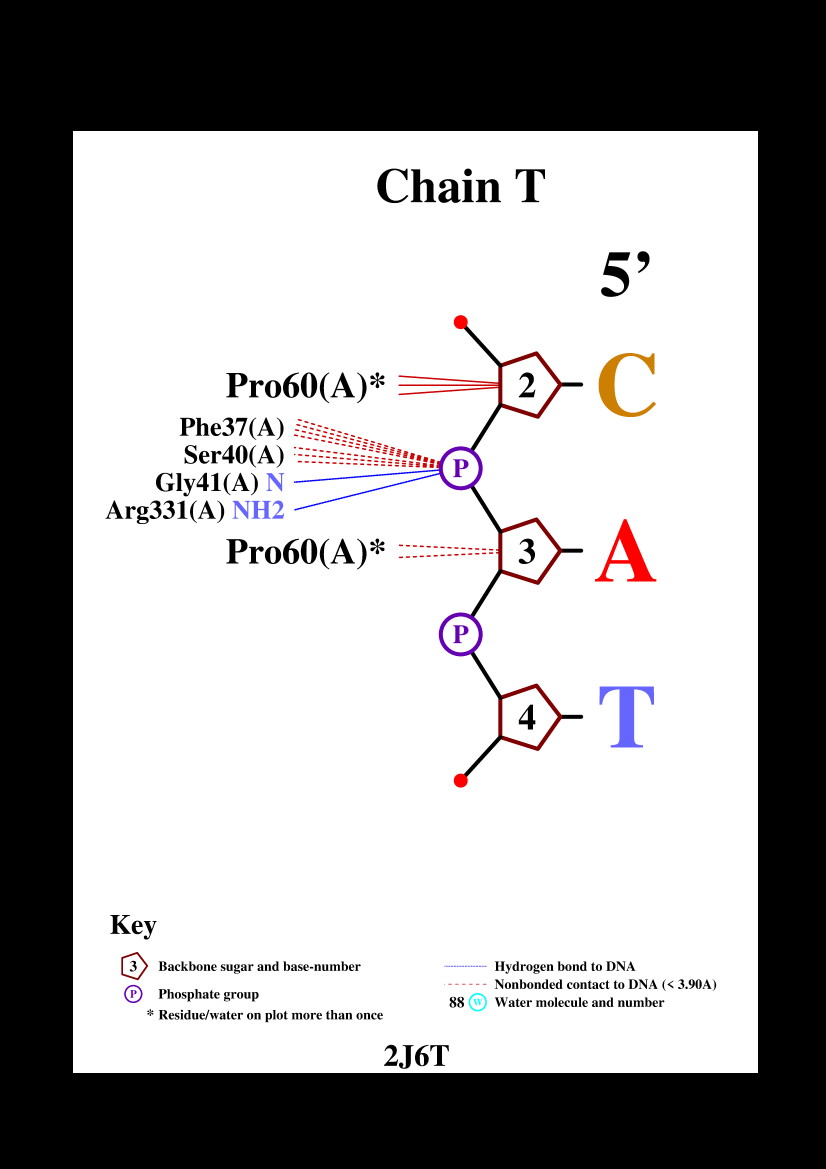 Chain T
5’
Pro60(A)*
2
C
Phe37(A)
Ser40(A)
P
Gly41(A) N
Arg331(A) NH2
Pro60(A)*
3
A
P
4
T
Key
3 Backbone sugar and base-number
P Phosphate group
* Residue/water on plot more than once
Hydrogen bond to DNA
Nonbonded contact to DNA (< 3.90A)
88 W Water molecule and number
2J6T